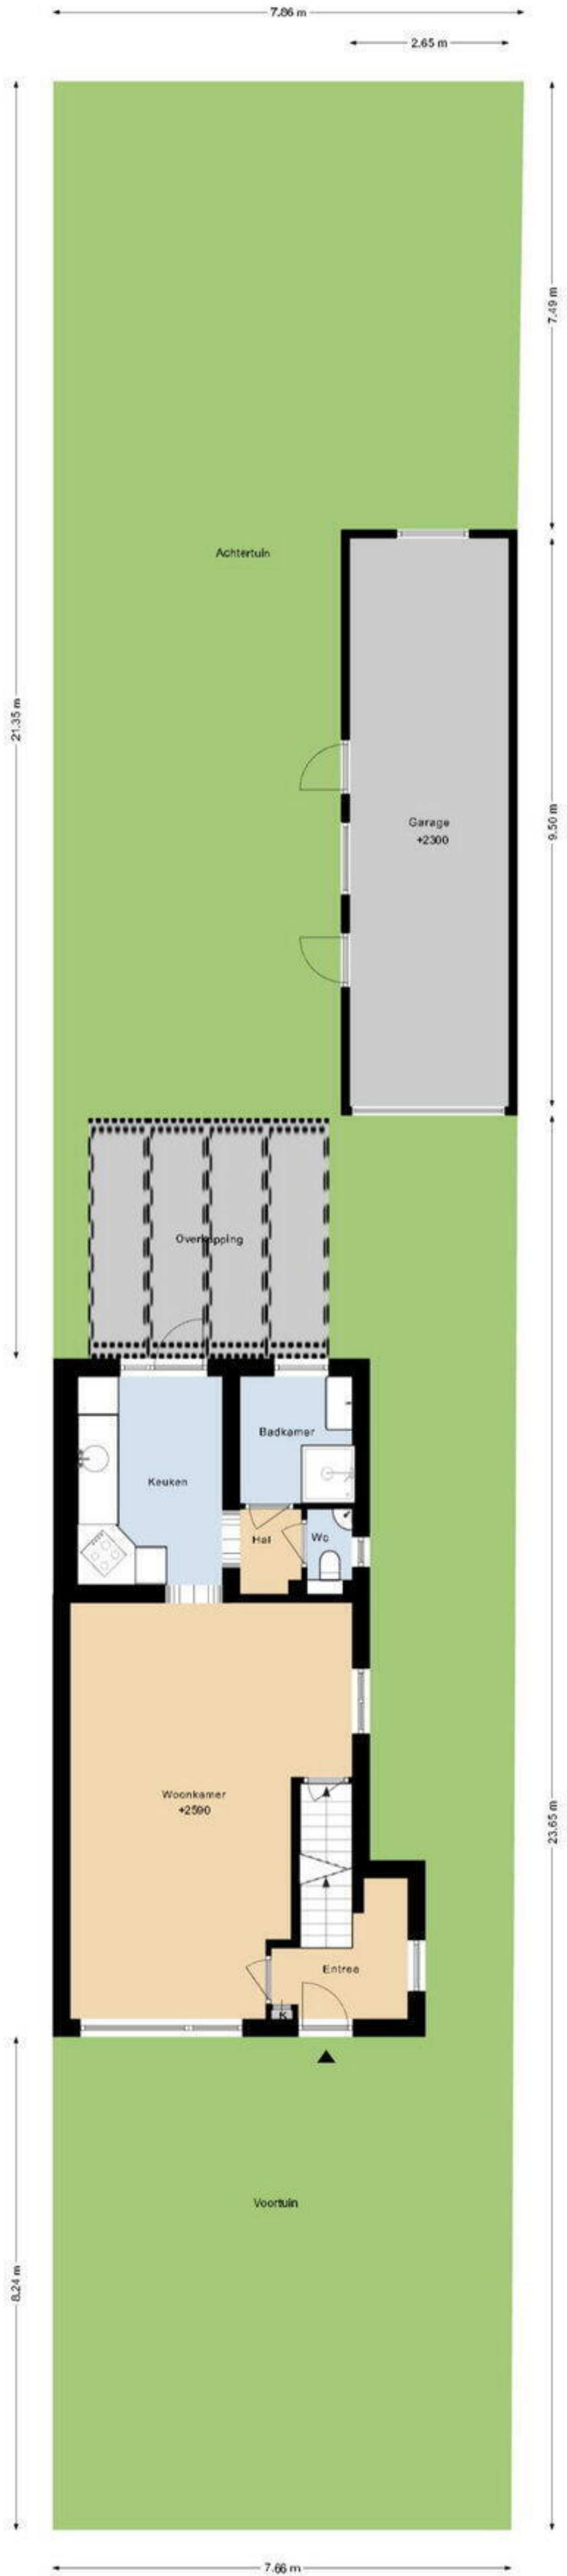 7.86 m
2.65 m
7.49 m
Achtertuin
21.35 m
Garage
+2300
9.50 m
Overkapping
Badkamer
Keuken
Hal
Wc
Woonkamer
+2590
23.65 m
Entree
K
Voortuin
8.24 m
7.66 m